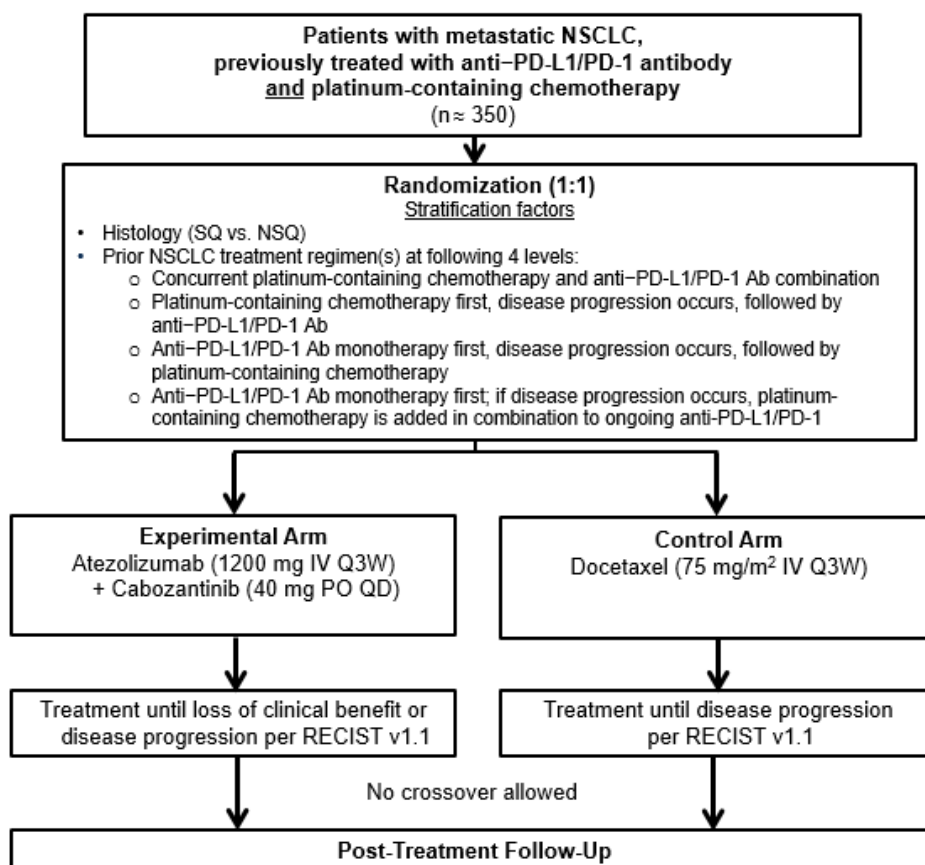 Patients with metastatic NSCLC,
previously treated with anti−PD-L1/PD-1 antibody
and platinum-containing chemotherapy
(n ≈ 350)
Randomization (1:1)
Stratification factors
• Histology (SQ vs. NSQ)
• Prior NSCLC treatment regimen(s) at following 4 levels:
o Concurrent platinum-containing chemotherapy and anti−PD-L1/PD-1 Ab combination
o Platinum-containing chemotherapy first, disease progression occurs, followed by
anti−PD-L1/PD-1 Ab
o Anti−PD-L1/PD-1 Ab monotherapy first, disease progression occurs, followed by
platinum-containing chemotherapy
o Anti−PD-L1/PD-1 Ab monotherapy first; if disease progression occurs, platinum-
containing chemotherapy is added in combination to ongoing anti-PD-L1/PD-1
Experimental Arm
Atezolizumab (1200 mg IV Q3W)
+ Cabozantinib (40 mg PO QD)
Control Arm
Docetaxel (75 mg/m² IV Q3W)
Treatment until loss of clinical benefit or
disease progression per RECIST v1.1
Treatment until disease progression
per RECIST v1.1
No crossover allowed
Post-Treatment Follow-Up